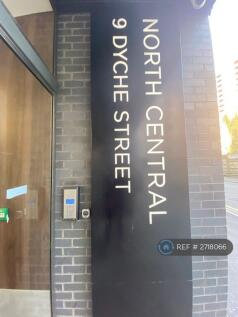 NORTH CENTRAL
9 DYCHE STREET
REF # 2718066